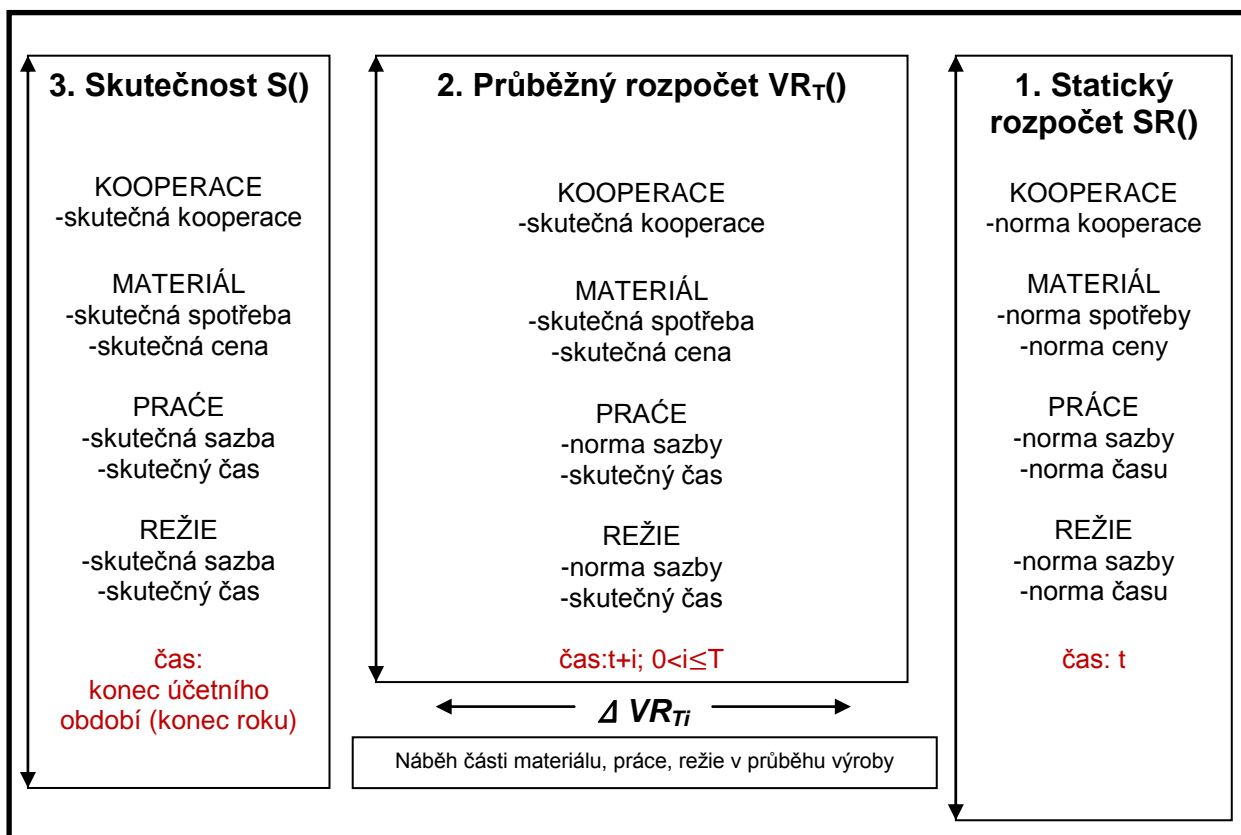 3. Skutečnost S()
KOOPERACE
-skutečná kooperace
MATERIÁL
-skutečná spotřeba
-skutečná cena
PRAĆE
-skutečná sazba
-skutečný čas
REŽIE
-skutečná sazba
-skutečný čas
čas:
konec účetního
období (konec roku)
2. Průběžný rozpočet VRT()
KOOPERACE
-skutečná kooperace
MATERIÁL
-skutečná spotřeba
-skutečná cena
PRAĆE
-norma sazby
-skutečný čas
REŽIE
-norma sazby
-skutečný čas
čas:t+i; 0<i≤T
Δ VRTi
Náběh části materiálu, práce, režie v průběhu výroby
1. Statický
rozpočet SR()
KOOPERACE
-norma kooperace
MATERIÁL
-norma spotřeby
-norma ceny
PRÁCE
-norma sazby
-norma času
REŽIE
-norma sazby
-norma času
čas: t